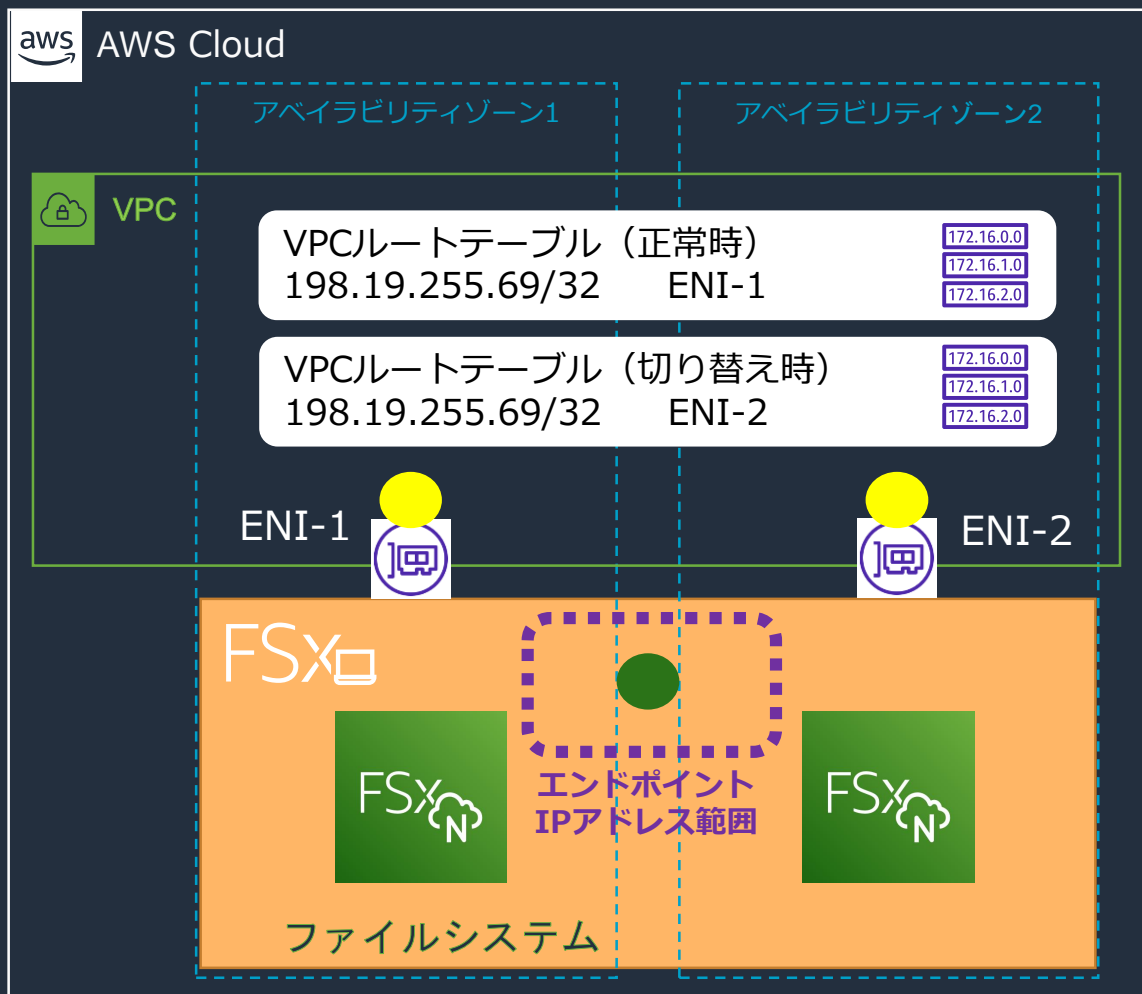 aws
AWS Cloud
アベイラビリティゾーン1
アベイラビリティゾーン2
VPC
VPCルートテーブル（正常時）
198.19.255.69/32 ENI-1
172.16.0.0
172.16.1.0
172.16.2.0
VPCルートテーブル（切り替え時）
198.19.255.69/32 ENI-2
172.16.0.0
172.16.1.0
172.16.2.0
ENI-1
ENI-2
FSx
FSx
N
エンドポイント
IPアドレス範囲
FSx
N
ファイルシステム